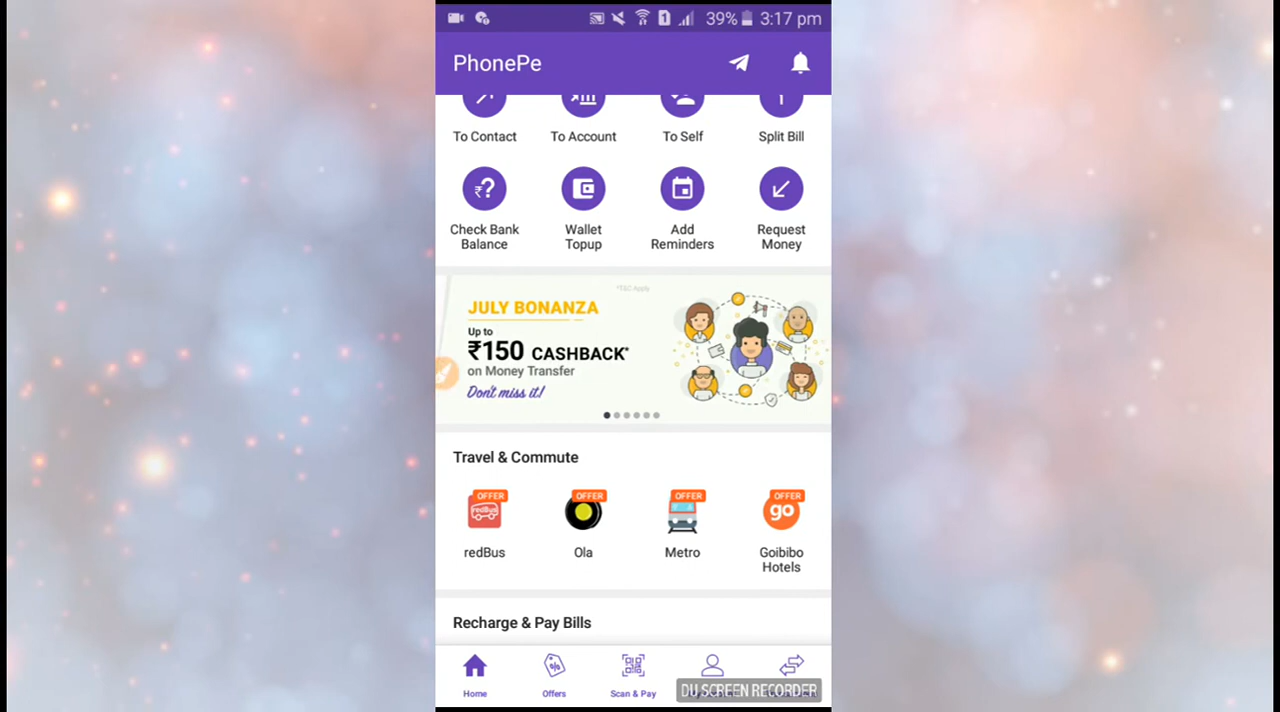 39% 3:17 pm
PhonePe
To Contact To Account To Self Split Bill
Check Bank Balance
Wallet Topup
Add Reminders
Request Money
*T&C Apply
JULY BONANZA
Up to
₹150 CASHBACK*
on Money Transfer
Don't miss it!
Travel & Commute
OFFER OFFER OFFER OFFER
redBus go
redBus Ola Metro Goibibo Hotels
Recharge & Pay Bills
Home Offers Scan & Pay
DU SCREEN RECORDER